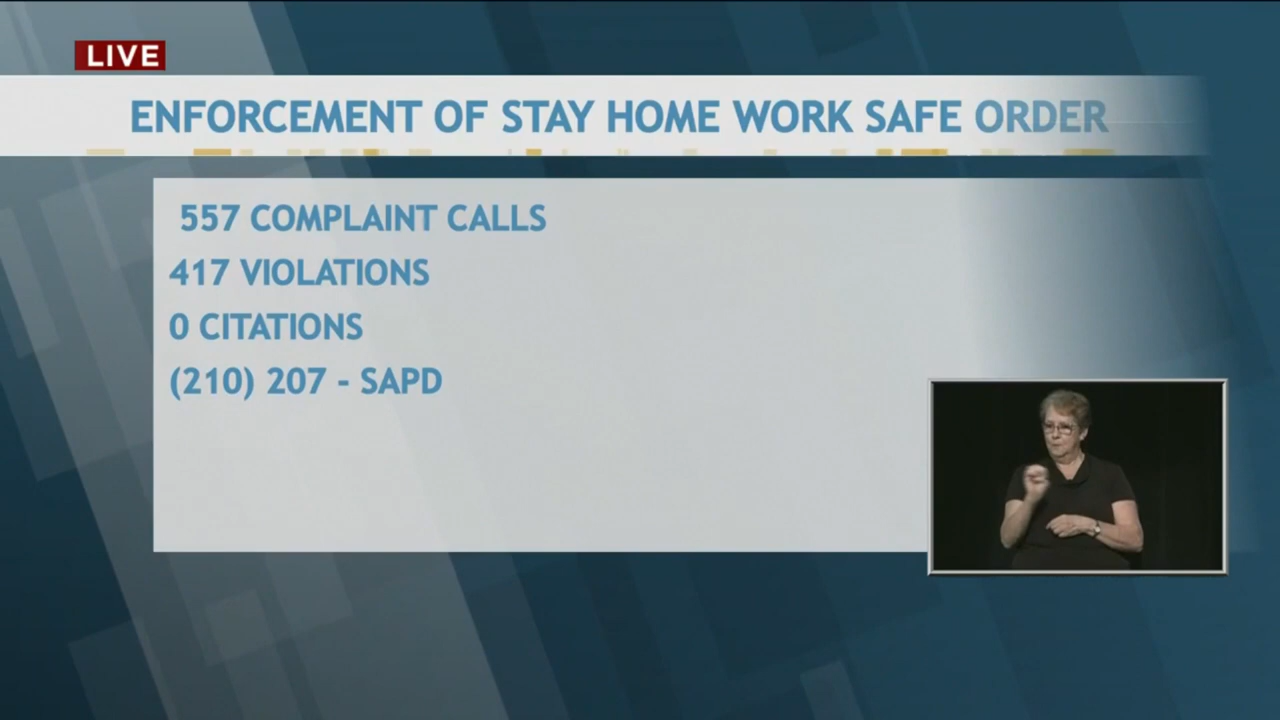 LIVE
ENFORCEMENT OF STAY HOME WORK SAFE ORDER
557 COMPLAINT CALLS
417 VIOLATIONS
0 CITATIONS
(210) 207 - SAPD